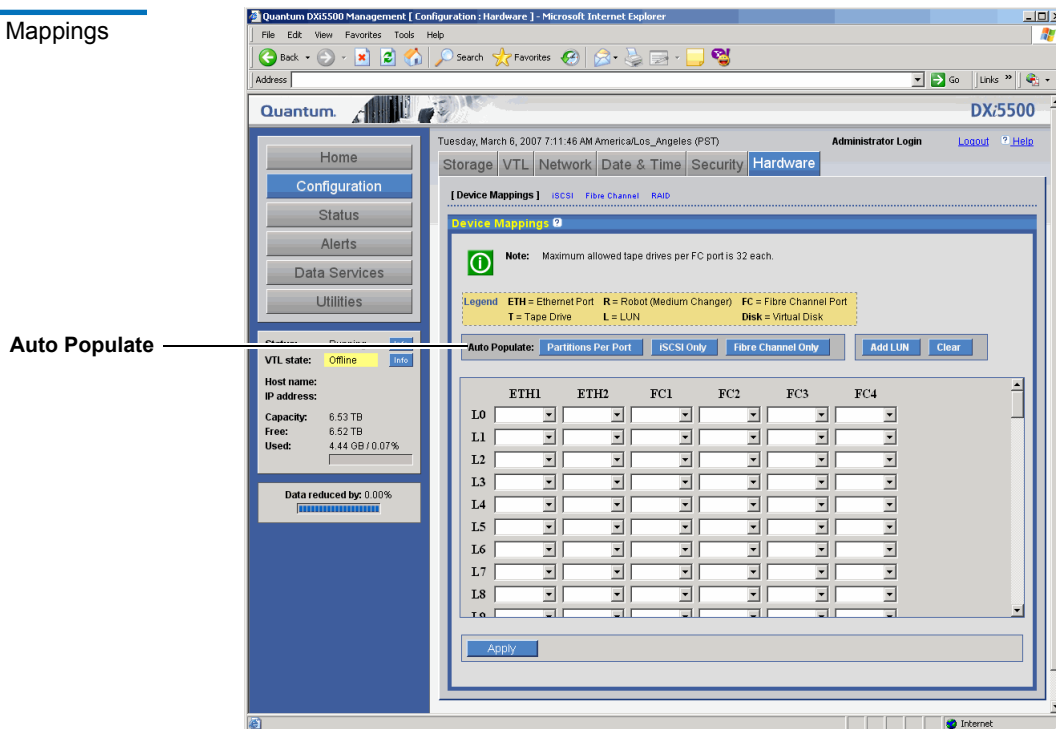 Mappings
Quantum DXi5500 Management [ Configuration : Hardware ] - Microsoft Internet Explorer
File Edit View Favorites Tools Help
Back Search Favorites
Address Go Links »
Quantum. DXi5500
Tuesday, March 6, 2007 7:11:46 AM America/Los_Angeles (PST) Administrator Login Logout ? Help
Home
Configuration
Status
Alerts
Data Services
Utilities
Storage VTL Network Date & Time Security Hardware
[ Device Mappings ] iSCSI Fibre Channel RAID
Device Mappings ?
Note: Maximum allowed tape drives per FC port is 32 each.
Legend ETH = Ethernet Port R = Robot (Medium Changer) FC = Fibre Channel Port
T = Tape Drive L = LUN Disk = Virtual Disk
Auto Populate
Status: Running Info
VTL state: Offline Info
Host name:
IP address:
Capacity: 6.53 TB
Free: 6.52 TB
Used: 4.44 GB / 0.07%
Data reduced by: 0.00%
Auto Populate: Partitions Per Port iSCSI Only Fibre Channel Only Add LUN Clear
ETH1 ETH2 FC1 FC2 FC3 FC4
L0
L1
L2
L3
L4
L5
L6
L7
L8
L9
Apply
Internet